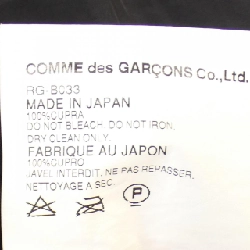 COMME des GARÇONS Co.,Ltd.
RG-B033
MADE IN JAPAN
100%CUPRA
DO NOT BLEACH. DO NOT IRON.
DRY CLEAN ONLY.
FABRIQUE AU JAPON
100%CUPRO
JAVEL INTERDIT. NE PAS REPASSER.
NETTOYAGE A SEC.
P